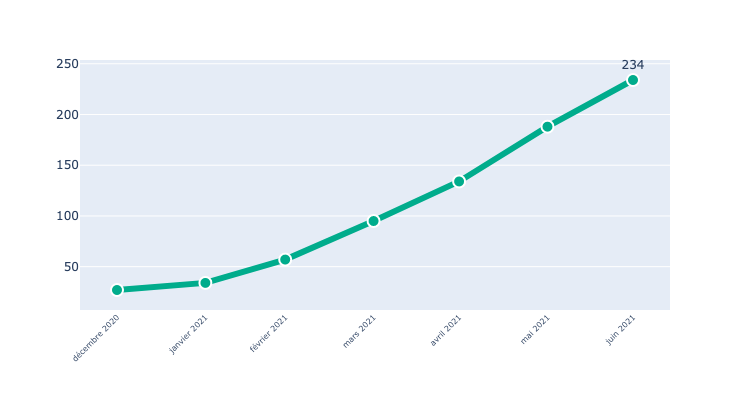 250
234
200
150
100
50
décembre 2020
janvier 2021
février 2021
mars 2021
avril 2021
mai 2021
juin 2021